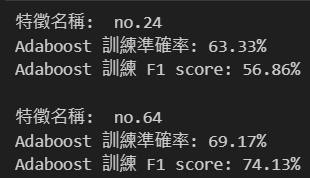 特徵名稱:  no.24
Adaboost 訓練準確率: 63.33%
Adaboost 訓練 F1 score: 56.86%
特徵名稱:  no.64
Adaboost 訓練準確率: 69.17%
Adaboost 訓練 F1 score: 74.13%